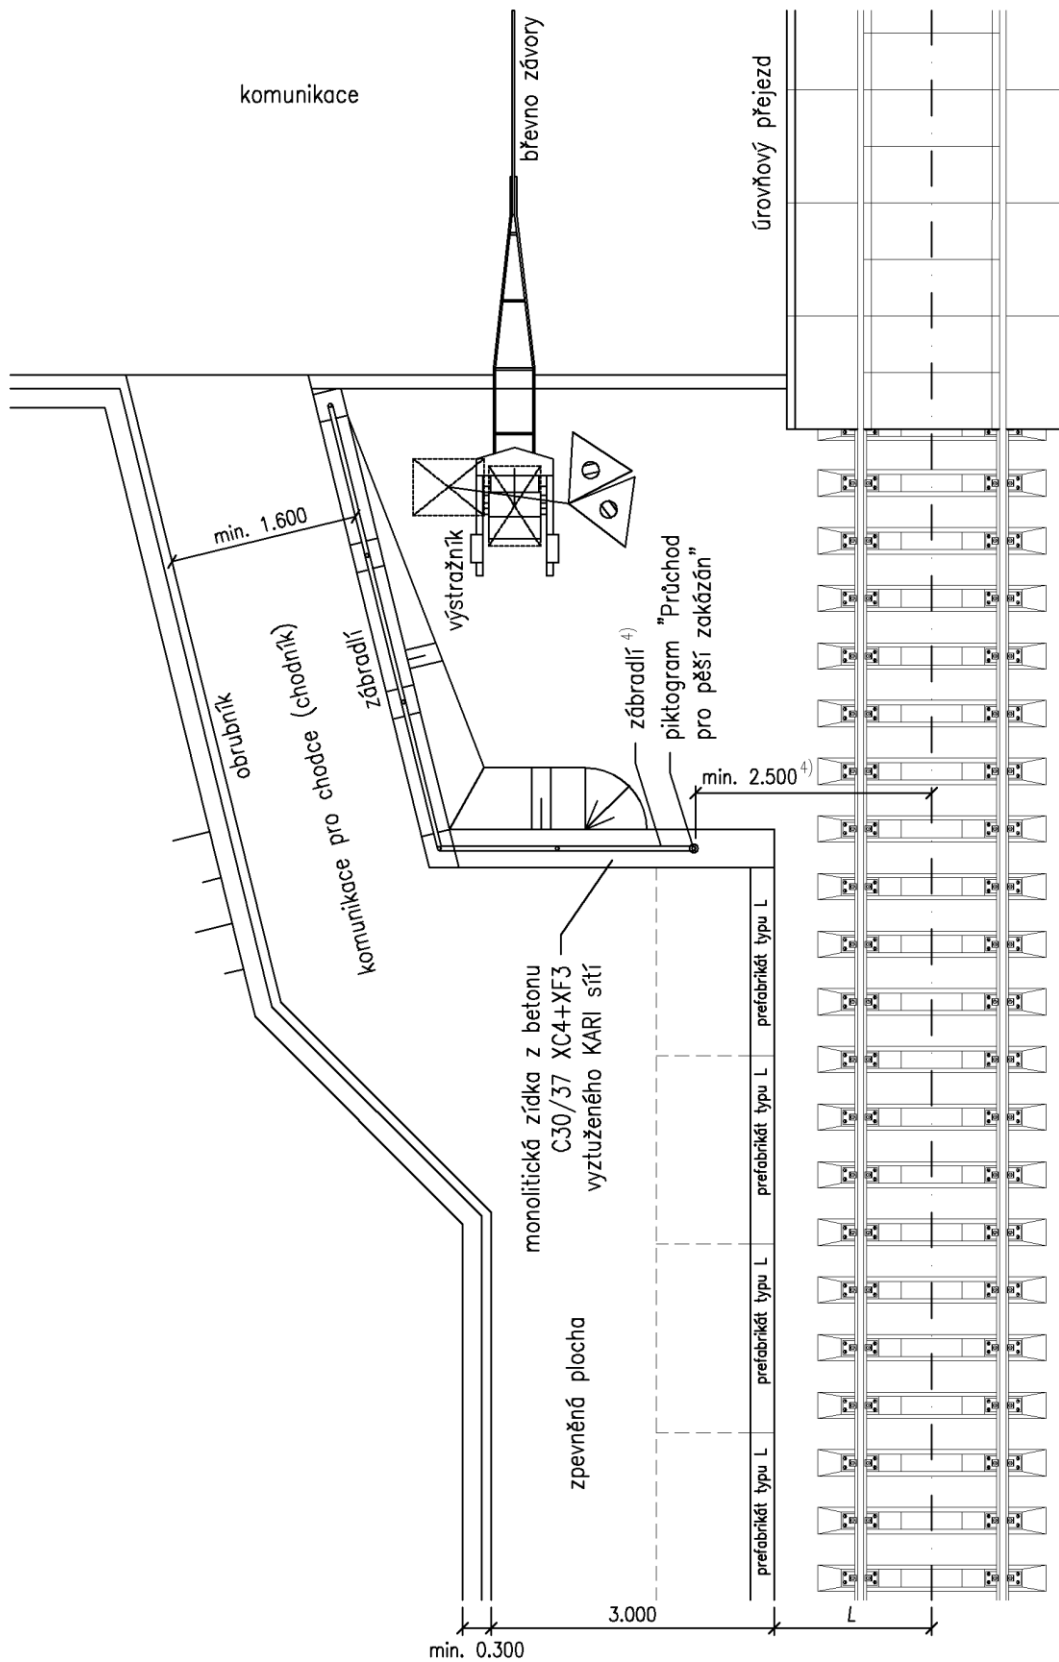 komunikace
břevno závory
úrovňový přejezd
min. 1.600
výstražník
zábradlí
obrubník
komunikace pro chodce (chodník)
zábradlí 4)
piktogram "Průchod
pro pěší zakázán"
min. 2.500 4)
monolitická zídka z betonu
C30/37 XC4+XF3
vyztuženého KARI sítí
prefabrikát typu L
prefabrikát typu L
prefabrikát typu L
prefabrikát typu L
zpevněná plocha
3.000
L
min. 0.300